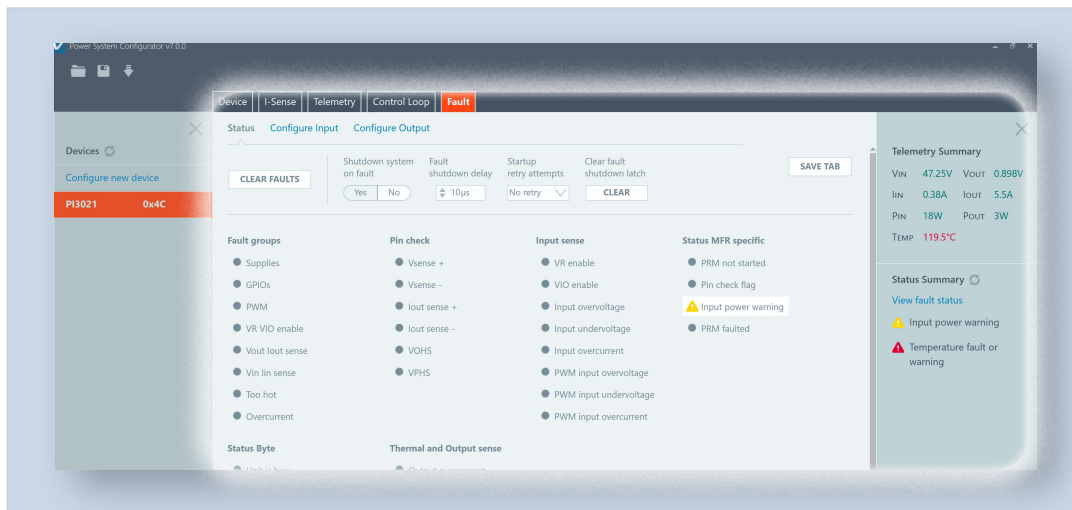 Power System Configurator v7.0.0
Device I-Sense Telemetry Control Loop Fault
Status Configure Input Configure Output
Devices
Configure new device
PI3021 0x4C
CLEAR FAULTS
Shutdown system
on fault
Yes No
Fault
shutdown delay
10µs
Startup
retry attempts
No retry
Clear fault
shutdown latch
CLEAR
SAVE TAB
Fault groups
Supplies
GPIOs
PWM
VR VIO enable
Vout Iout sense
Vin Iin sense
Too hot
Overcurrent
Pin check
Vsense +
Vsense -
Iout sense +
Iout sense -
VOHS
VPHS
Input sense
VR enable
VIO enable
Input overvoltage
Input undervoltage
Input overcurrent
PWM input overvoltage
PWM input undervoltage
PWM input overcurrent
Status MFR specific
PRM not started
Pin check flag
Input power warning
PRM faulted
Status Byte
Thermal and Output sense
Telemetry Summary
VIN 47.25V VOUT 0.898V
IIN 0.38A IOUT 5.5A
PIN 18W POUT 3W
TEMP 119.5°C
Status Summary
View fault status
Input power warning
Temperature fault or
warning